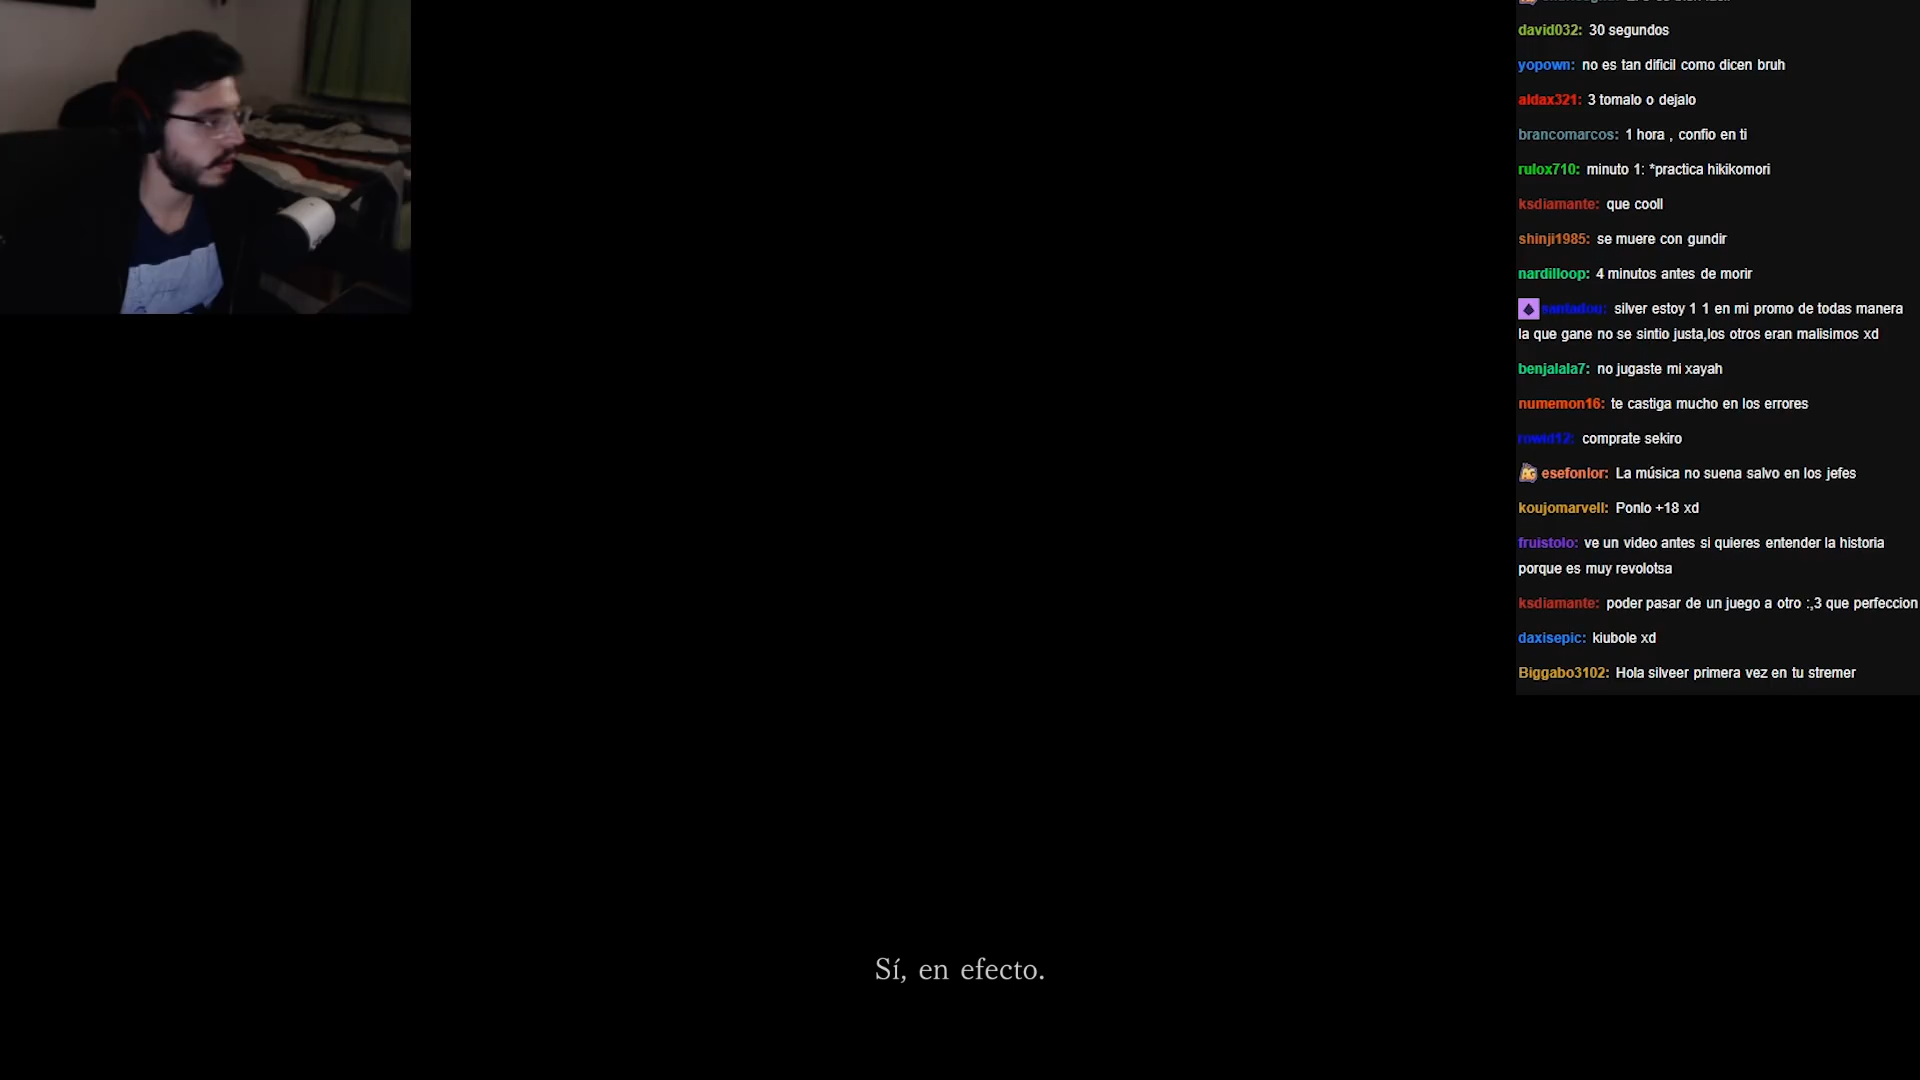 david032: 30 segundos
yopown: no es tan dificil como dicen bruh
aldax321: 3 tomalo o dejalo
brancomarcos: 1 hora , confio en ti
rulox710: minuto 1: *practica hikikomori
ksdiamante: que cooll
shinji1985: se muere con gundir
nardilloop: 4 minutos antes de morir
santadou: silver estoy 1 1 en mi promo de todas manera
la que gane no se sintio justa,los otros eran malisimos xd
benjalala7: no jugaste mi xayah
numemon16: te castiga mucho en los errores
rowid12: comprate sekiro
esefonlor: La música no suena salvo en los jefes
koujomarvell: Ponlo +18 xd
fruistolo: ve un video antes si quieres entender la historia
porque es muy revolotsa
ksdiamante: poder pasar de un juego a otro :,3 que perfeccion
daxisepic: kiubole xd
Biggabo3102: Hola silveer primera vez en tu stremer
Sí, en efecto.